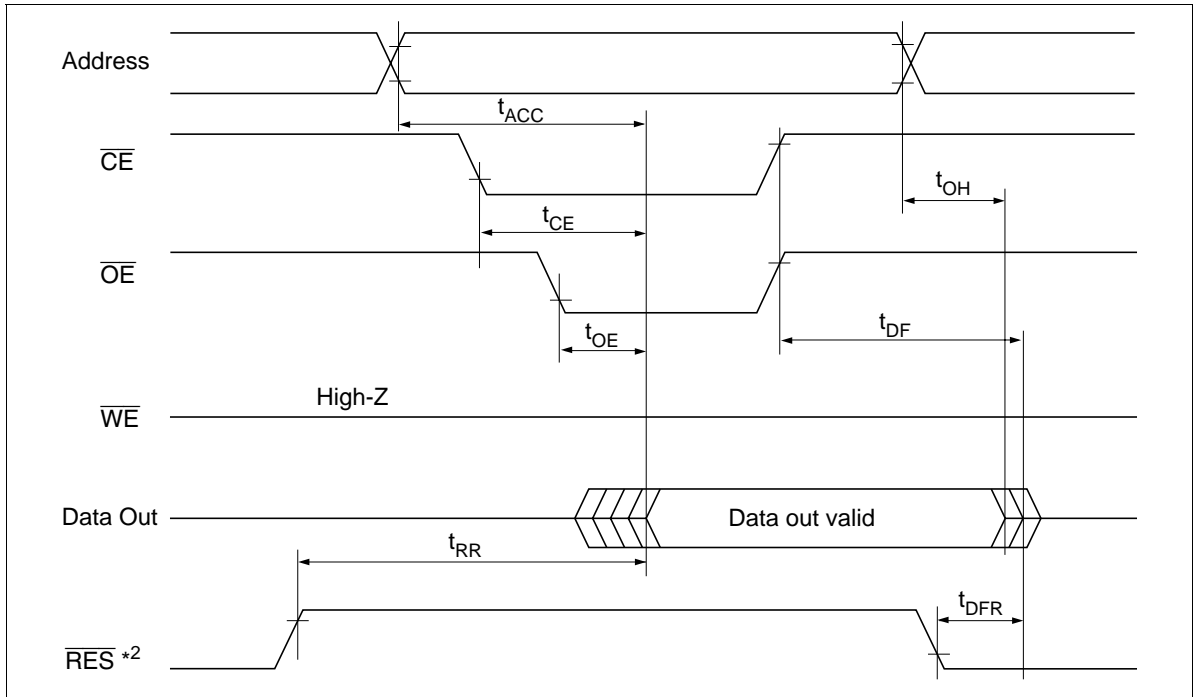 Address
tACC
CE
tOH
tCE
OE
tDF
tOE
High-Z
WE
Data Out
Data out valid
tRR
tDFR
RES *2